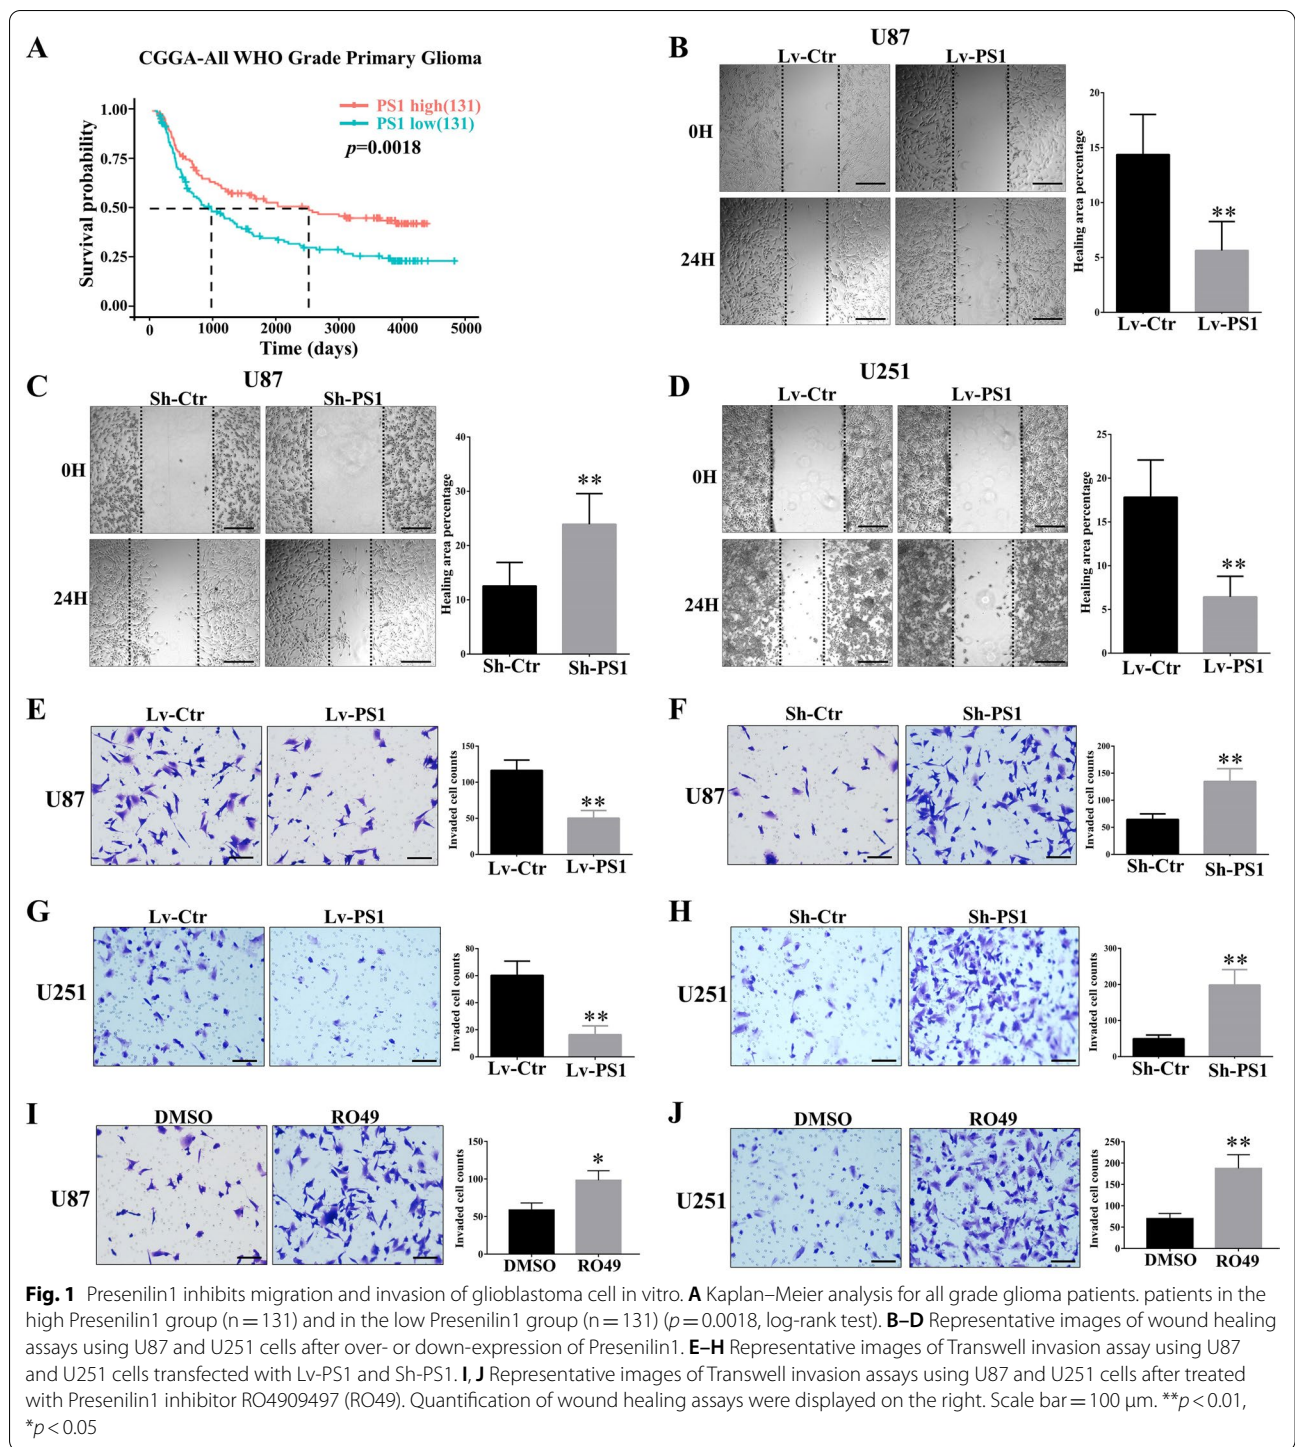 A
CGGA-All WHO Grade Primary Glioma
PS1 high(131)
PS1 low(131)
p=0.0018
Survival probability
1.00
0.75
0.50
0.25
0.00
0
1000
2000
3000
4000
5000
Time (days)
B
U87
Lv-Ctr
Lv-PS1
0H
24H
Healing area percentage
20
15
10
5
0
**
Lv-Ctr
Lv-PS1
C
U87
Sh-Ctr
Sh-PS1
0H
24H
Healing area percentage
40
30
20
10
0
**
Sh-Ctr
Sh-PS1
D
U251
Lv-Ctr
Lv-PS1
0H
24H
Healing area percentage
25
20
15
10
5
0
**
Lv-Ctr
Lv-PS1
E
Lv-Ctr
Lv-PS1
U87
Invaded cell counts
150
100
50
0
**
Lv-Ctr
Lv-PS1
F
Sh-Ctr
Sh-PS1
U87
Invaded cell counts
200
150
100
50
0
**
Sh-Ctr
Sh-PS1
G
Lv-Ctr
Lv-PS1
U251
Invaded cell counts
80
60
40
20
0
**
Lv-Ctr
Lv-PS1
H
Sh-Ctr
Sh-PS1
U251
Invaded cell counts
300
200
100
0
**
Sh-Ctr
Sh-PS1
I
DMSO
RO49
U87
Invaded cell counts
150
100
50
0
*
DMSO
RO49
J
DMSO
RO49
U251
Invaded cell counts
250
200
150
100
50
0
**
DMSO
RO49
Fig. 1 Presenilin1 inhibits migration and invasion of glioblastoma cell in vitro. A Kaplan–Meier analysis for all grade glioma patients. patients in the
high Presenilin1 group (n = 131) and in the low Presenilin1 group (n = 131) (p = 0.0018, log-rank test). B–D Representative images of wound healing
assays using U87 and U251 cells after over- or down-expression of Presenilin1. E–H Representative images of Transwell invasion assay using U87
and U251 cells transfected with Lv-PS1 and Sh-PS1. I, J Representative images of Transwell invasion assays using U87 and U251 cells after treated
with Presenilin1 inhibitor RO4909497 (RO49). Quantification of wound healing assays were displayed on the right. Scale bar = 100 μm. **p < 0.01,
*p < 0.05